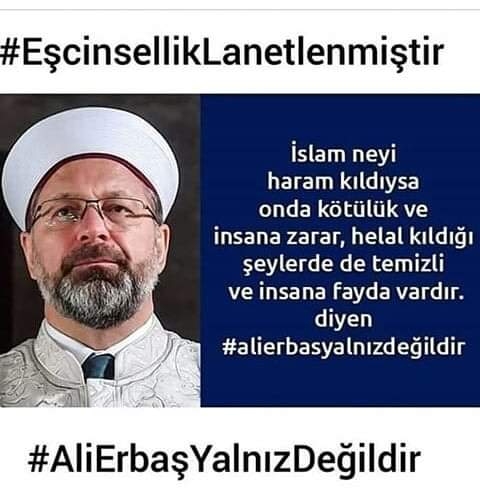 #EşcinsellikLanetlenmiştir
İslam neyi
haram kıldıysa
onda kötülük ve
insana zarar, helal kıldığı
şeylerde de temizli
ve insana fayda vardır.
diyen
#alierbasyalnızdeğildir
#AliErbaşYalnızDeğildir